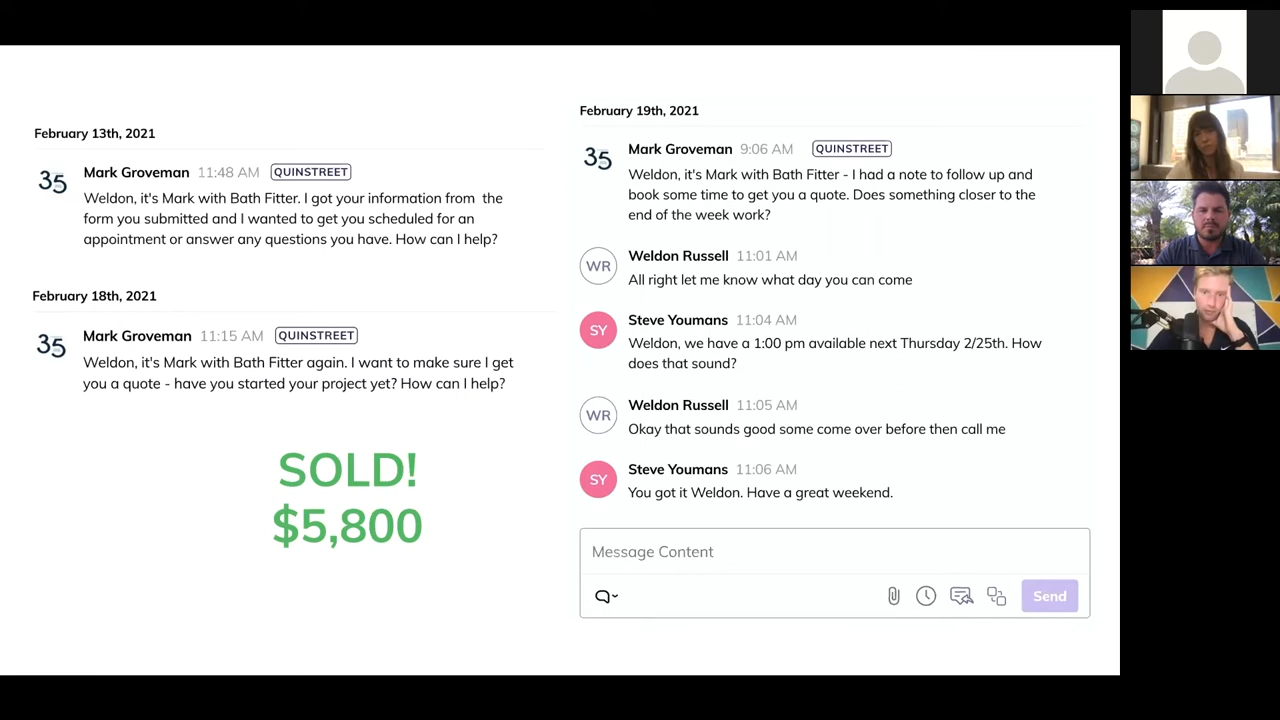 February 13th, 2021
35
Mark Groveman 11:48 AM QUINSTREET
Weldon, it's Mark with Bath Fitter. I got your information from the
form you submitted and I wanted to get you scheduled for an
appointment or answer any questions you have. How can I help?
February 18th, 2021
35
Mark Groveman 11:15 AM QUINSTREET
Weldon, it's Mark with Bath Fitter again. I want to make sure I get
you a quote - have you started your project yet? How can I help?
SOLD!
$5,800
February 19th, 2021
35
Mark Groveman 9:06 AM QUINSTREET
Weldon, it's Mark with Bath Fitter - I had a note to follow up and
book some time to get you a quote. Does something closer to the
end of the week work?
WR
Weldon Russell 11:01 AM
All right let me know what day you can come
SY
Steve Youmans 11:04 AM
Weldon, we have a 1:00 pm available next Thursday 2/25th. How
does that sound?
WR
Weldon Russell 11:05 AM
Okay that sounds good some come over before then call me
SY
Steve Youmans 11:06 AM
You got it Weldon. Have a great weekend.
Message Content
Send